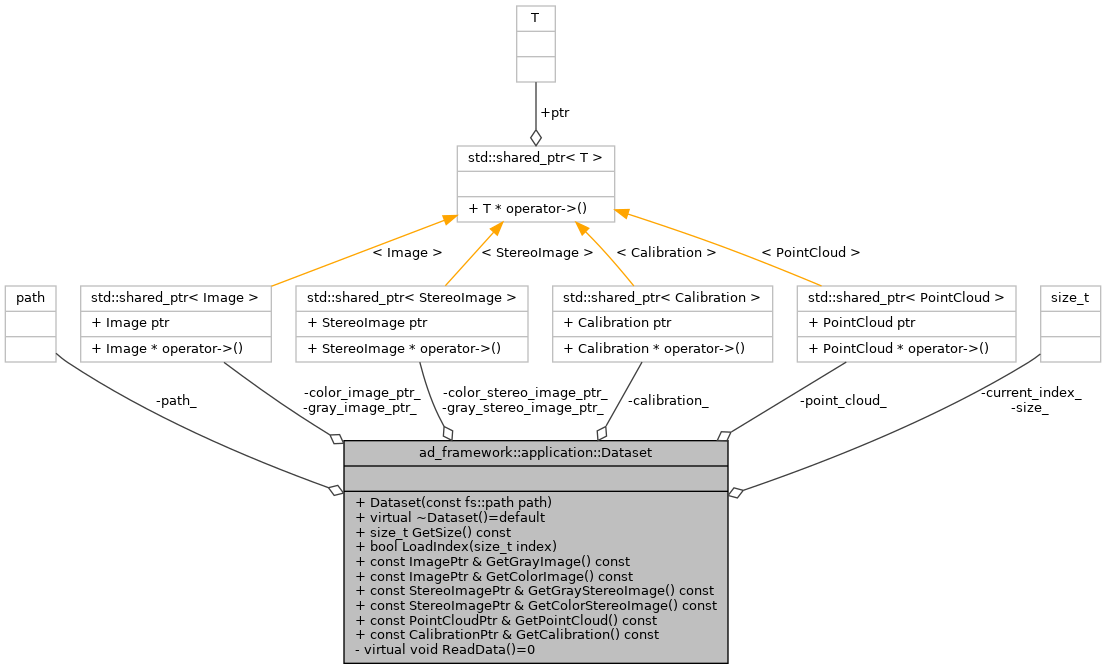 T
+ptr
std::shared_ptr< T >
+ T * operator->()
< Image >
< StereoImage >
< Calibration >
< PointCloud >
path
std::shared_ptr< Image >
+ Image ptr
+ Image * operator->()
std::shared_ptr< StereoImage >
+ StereoImage ptr
+ StereoImage * operator->()
std::shared_ptr< Calibration >
+ Calibration ptr
+ Calibration * operator->()
std::shared_ptr< PointCloud >
+ PointCloud ptr
+ PointCloud * operator->()
size_t
-path_
-color_image_ptr_
-gray_image_ptr_
-color_stereo_image_ptr_
-gray_stereo_image_ptr_
-calibration_
-point_cloud_
-current_index_
-size_
ad_framework::application::Dataset
+ Dataset(const fs::path path)
+ virtual ~Dataset()=default
+ size_t GetSize() const
+ bool LoadIndex(size_t index)
+ const ImagePtr & GetGrayImage() const
+ const ImagePtr & GetColorImage() const
+ const StereoImagePtr & GetGrayStereoImage() const
+ const StereoImagePtr & GetColorStereoImage() const
+ const PointCloudPtr & GetPointCloud() const
+ const CalibrationPtr & GetCalibration() const
- virtual void ReadData()=0